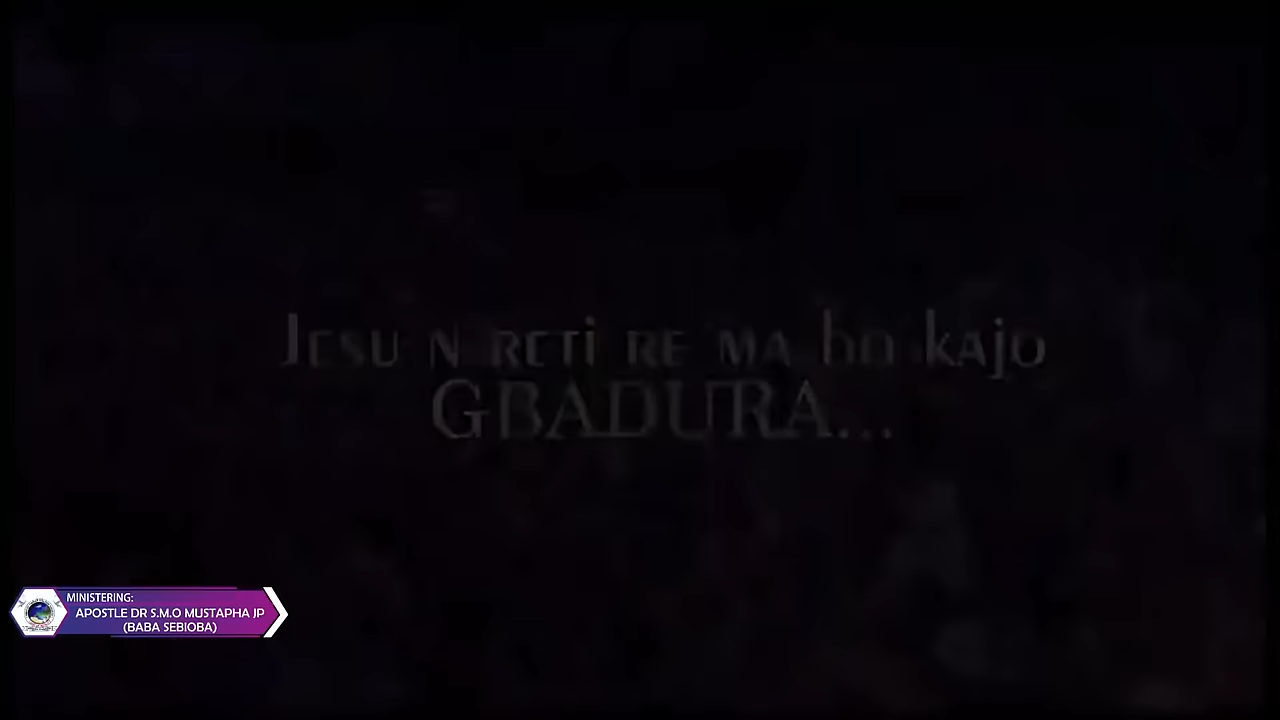 JESU N RETI RE MA bo kAjo
GBADURA...
MINISTERING:
APOSTLE DR S.M.O MUSTAPHA JP
(BABA SEBIOBA)